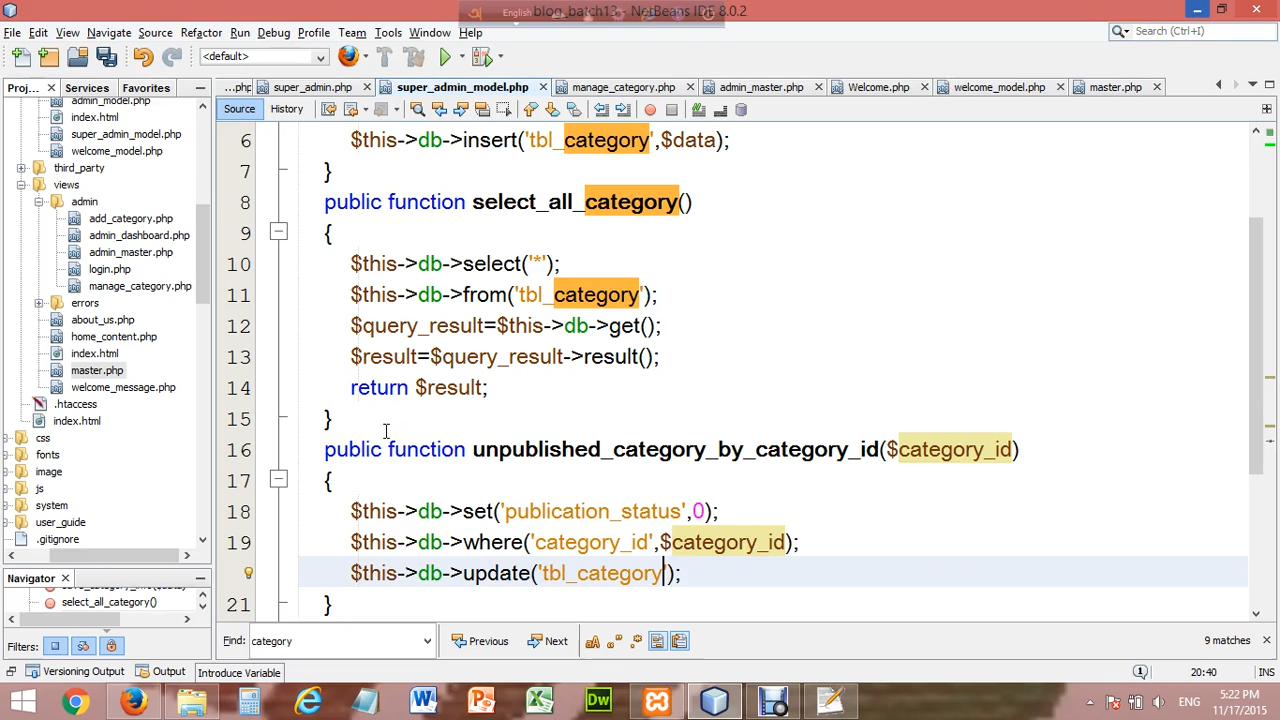 English
blog_batch13 - NetBeans IDE 8.0.2
File Edit View Navigate Source Refactor Run Debug Profile Team Tools Window Help
Search (Ctrl+I)
<default>
Proj... Services Favorites
...php super_admin.php super_admin_model.php manage_category.php admin_master.php Welcome.php welcome_model.php master.php
Source History
admin_model.php
index.html
super_admin_model.php
welcome_model.php
third_party
views
admin
add_category.php
admin_dashboard.php
admin_master.php
login.php
manage_category.php
errors
about_us.php
home_content.php
index.html
master.php
welcome_message.php
.htaccess
index.html
css
fonts
image
js
system
user_guide
.gitignore
Navigator
select_all_category()
Filters:
6 $this->db->insert('tbl_category',$data);
7 }
8 public function select_all_category()
9 {
10 $this->db->select('*');
11 $this->db->from('tbl_category');
12 $query_result=$this->db->get();
13 $result=$query_result->result();
14 return $result;
15 }
16 public function unpublished_category_by_category_id($category_id)
17 {
18 $this->db->set('publication_status',0);
19 $this->db->where('category_id',$category_id);
$this->db->update('tbl_category');
21 }
Find: category Previous Next 9 matches
Versioning Output Output Introduce Variable 20:40 INS
ENG 5:22 PM
11/17/2015